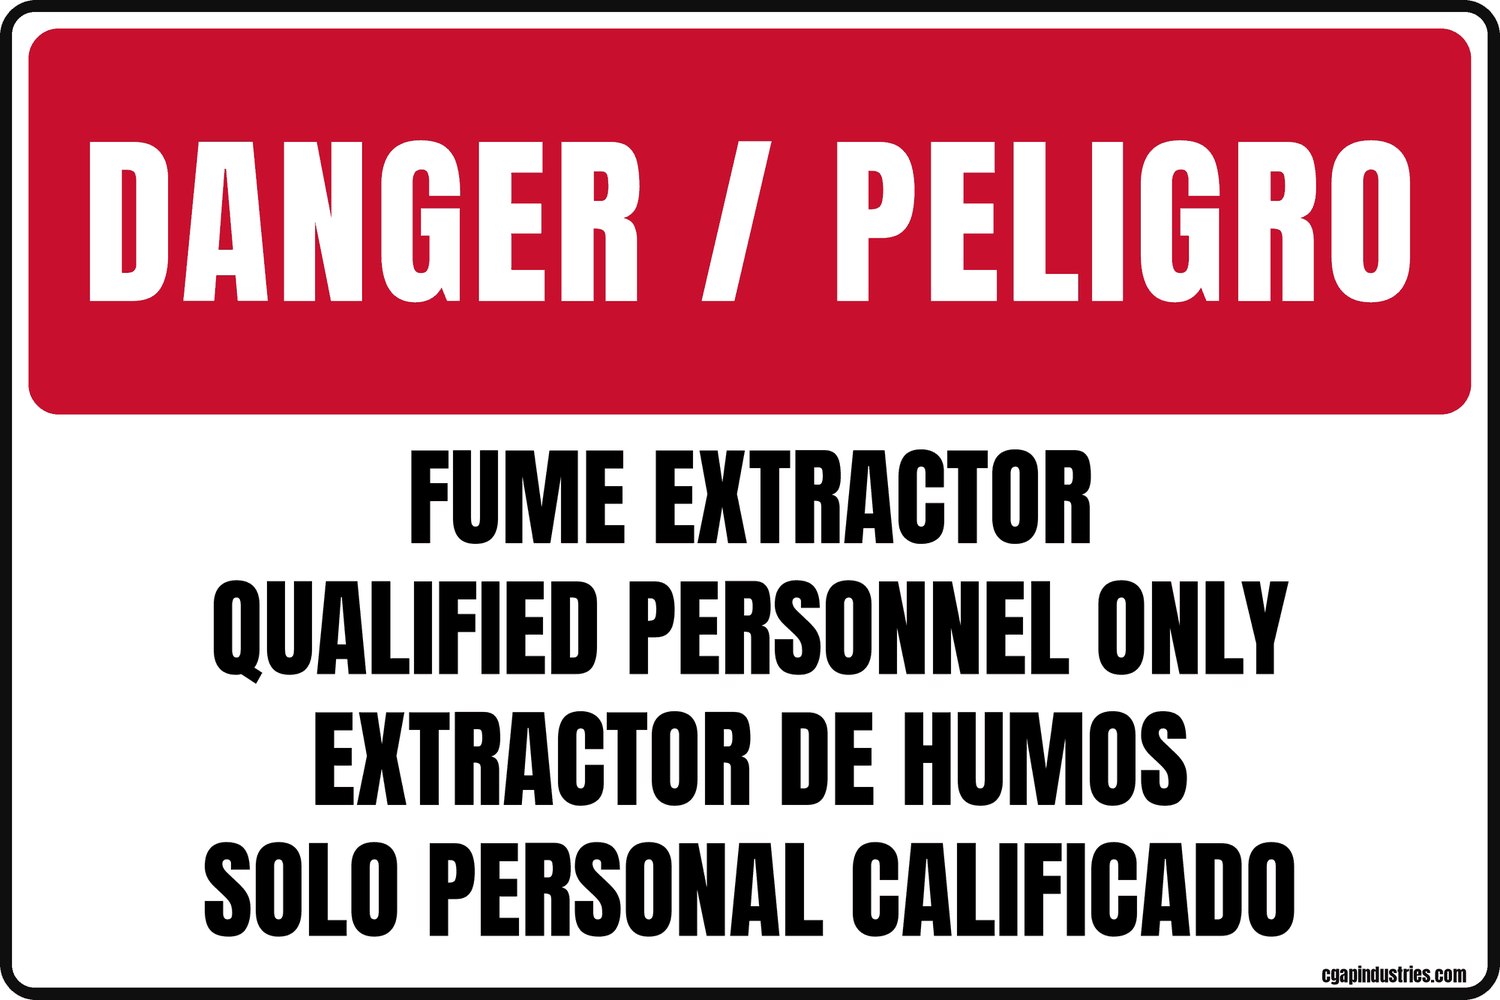 DANGER / PELIGRO
FUME EXTRACTOR
QUALIFIED PERSONNEL ONLY
EXTRACTOR DE HUMOS
SOLO PERSONAL CALIFICADO
cgapindustries.com